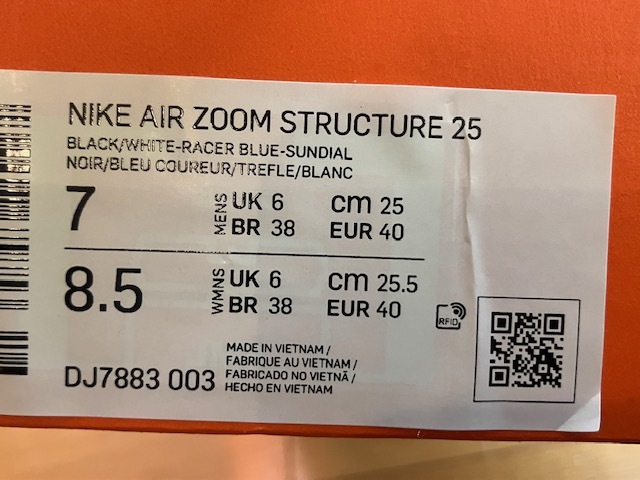 NIKE AIR ZOOM STRUCTURE 25
BLACK/WHITE-RACER BLUE-SUNDIAL
NOIR/BLEU COUREUR/TREFLE/BLANC
7 MENS UK 6 cm 25
BR 38 EUR 40
8.5 WMNS UK 6 cm 25.5
BR 38 EUR 40
RFID
DJ7883 003
MADE IN VIETNAM /
FABRIQUE AU VIETNAM /
FABRICADO NO VIETNÃ /
HECHO EN VIETNAM